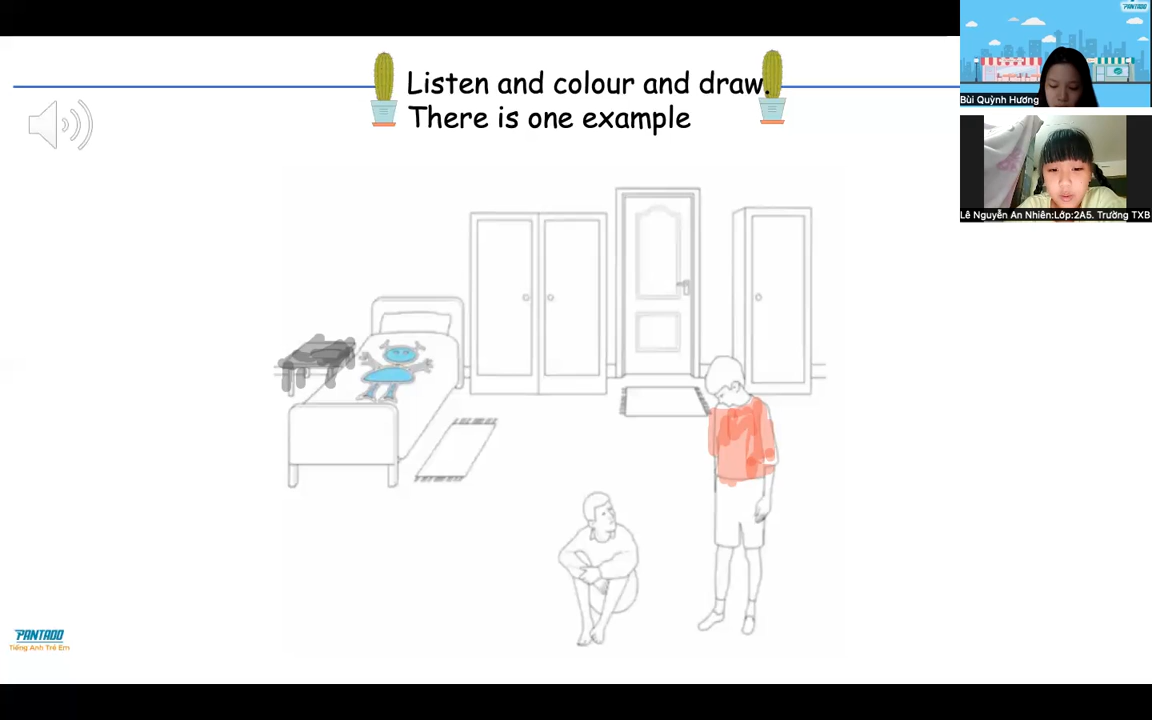 Listen and colour and draw.
There is one example
PANTADO
Bùi Quỳnh Hương
Lê Nguyễn An Nhiên:Lớp:2A5. Trường TXB
PANTADO
Tiếng Anh Trẻ Em